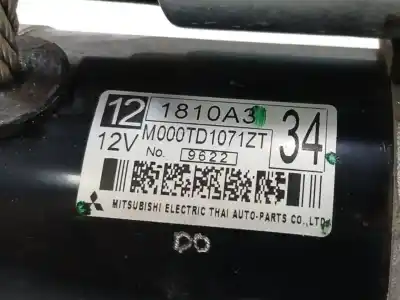 12 1810A3 34
12V M000TD1071ZT
No. 9622
MITSUBISHI ELECTRIC THAI AUTO-PARTS CO., LTD.
DO